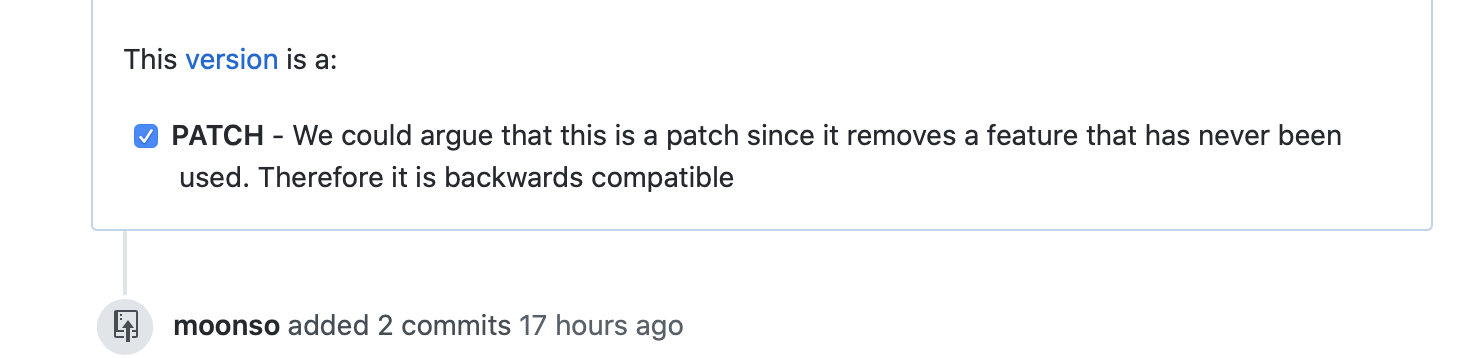 This version is a:
PATCH - We could argue that this is a patch since it removes a feature that has never been
used. Therefore it is backwards compatible
moonso added 2 commits 17 hours ago